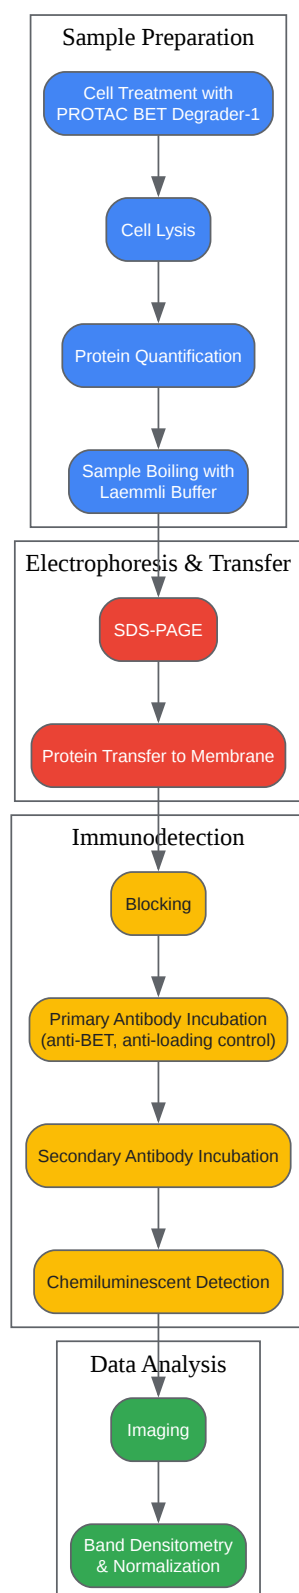 Sample Preparation
Cell Treatment with
PROTAC BET Degrader-1
Cell Lysis
Protein Quantification
Sample Boiling with
Laemmli Buffer
Electrophoresis & Transfer
SDS-PAGE
Protein Transfer to Membrane
Immunodetection
Blocking
Primary Antibody Incubation
(anti-BET, anti-loading control)
Secondary Antibody Incubation
Chemiluminescent Detection
Data Analysis
Imaging
Band Densitometry
& Normalization